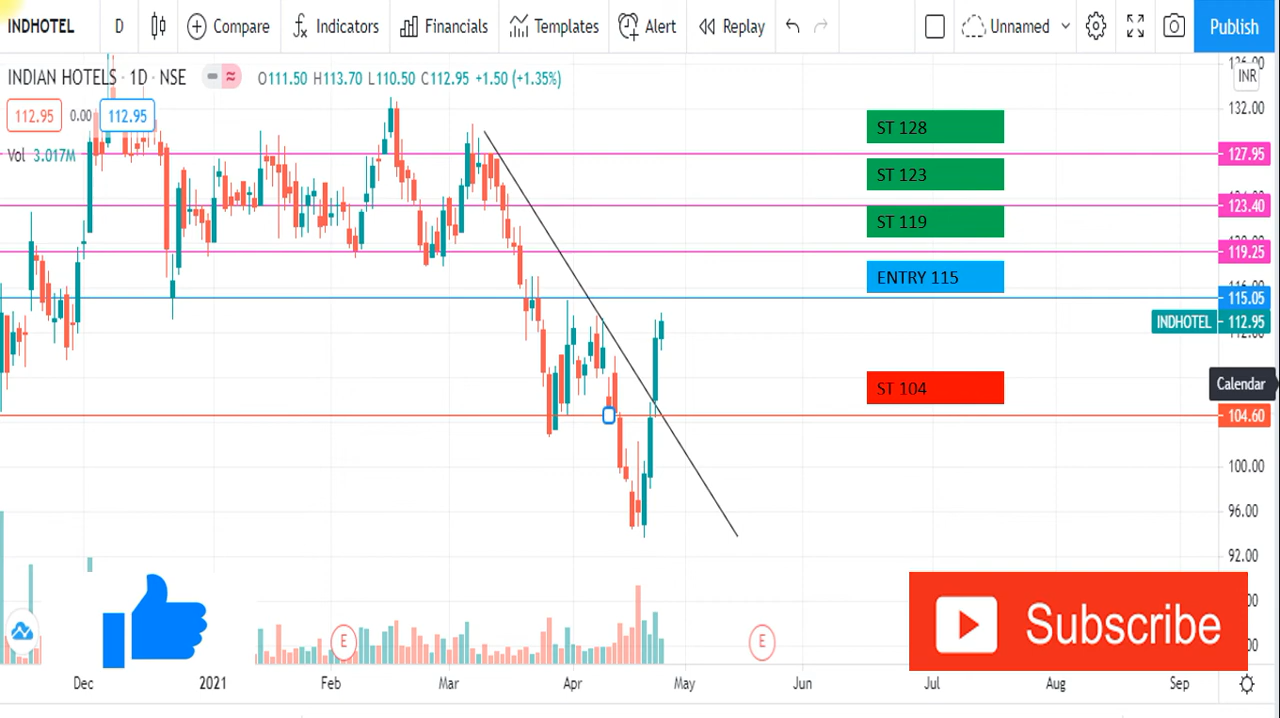 INDHOTEL D Compare Indicators Financials Templates Alert Replay Unnamed Publish
INDIAN HOTELS · 1D · NSE O111.50 H113.70 L110.50 C112.95 +1.50 (+1.35%)
INR
112.95 0.00 112.95
132.00
Vol 3.017M
ST 128
127.95
ST 123
123.40
ST 119
119.25
ENTRY 115
115.05
INDHOTEL 112.95
Calendar
ST 104
104.60
100.00
96.00
92.00
Subscribe
E E
Dec 2021 Feb Mar Apr May Jun Jul Aug Sep